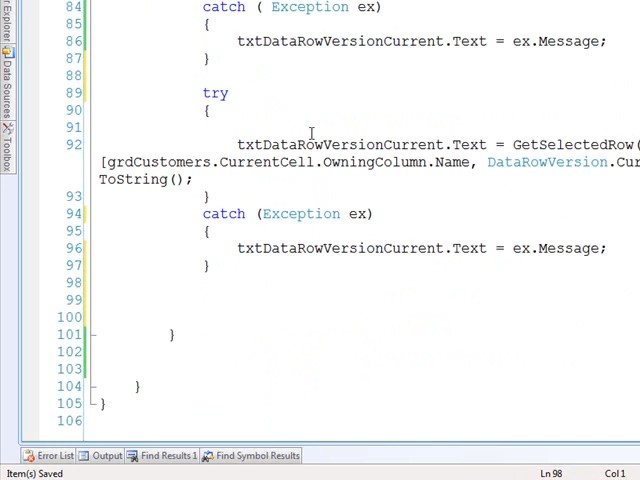 84 catch ( Exception ex)
85 {
86 txtDataRowVersionCurrent.Text = ex.Message;
87 }
88
89 try
90 {
91
92 txtDataRowVersionCurrent.Text = GetSelectedRow(
[grdCustomers.CurrentCell.OwningColumn.Name, DataRowVersion.Cur
ToString();
93 }
94 catch (Exception ex)
95 {
96 txtDataRowVersionCurrent.Text = ex.Message;
97 }
98
99
100
101 }
102
103
104 }
105 }
106
Data Sources
Toolbox
Error List Output Find Results 1 Find Symbol Results
Item(s) Saved Ln 98 Col 1